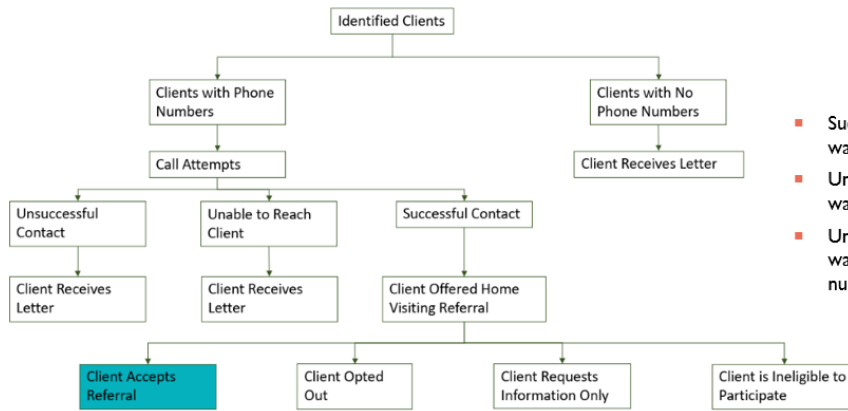 Identified Clients
Clients with Phone
Numbers
Clients with No
Phone Numbers
Call Attempts
Client Receives Letter
Unsuccessful
Contact
Unable to Reach
Client
Successful Contact
Client Receives
Letter
Client Receives
Letter
Client Offered Home
Visiting Referral
Client Accepts
Referral
Client Opted
Out
Client Requests
Information Only
Client is Ineligible to
Participate